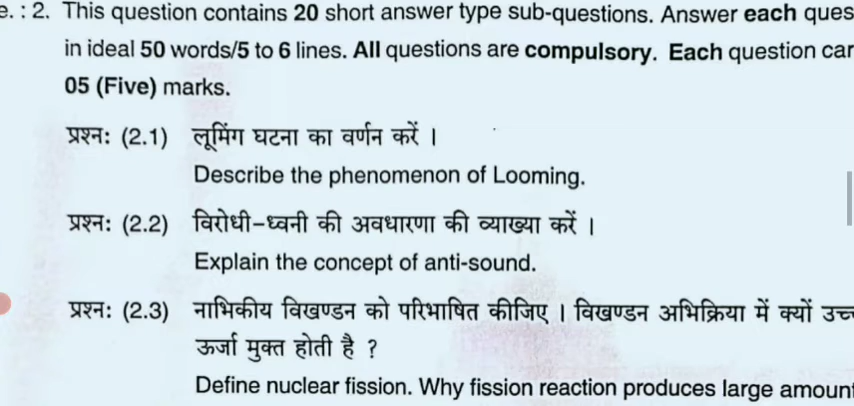 2. This question contains 20 short answer type sub-questions. Answer each ques
in ideal 50 words/5 to 6 lines. All questions are compulsory. Each question car
05 (Five) marks.
प्रश्न: (2.1) लूमिंग घटना का वर्णन करें ।
Describe the phenomenon of Looming.
प्रश्न: (2.2) विरोधी-ध्वनी की अवधारणा की व्याख्या करें ।
Explain the concept of anti-sound.
प्रश्न: (2.3) नाभिकीय विखण्डन को परिभाषित कीजिए । विखण्डन अभिक्रिया में क्यों उच्च
ऊर्जा मुक्त होती है ?
Define nuclear fission. Why fission reaction produces large amount